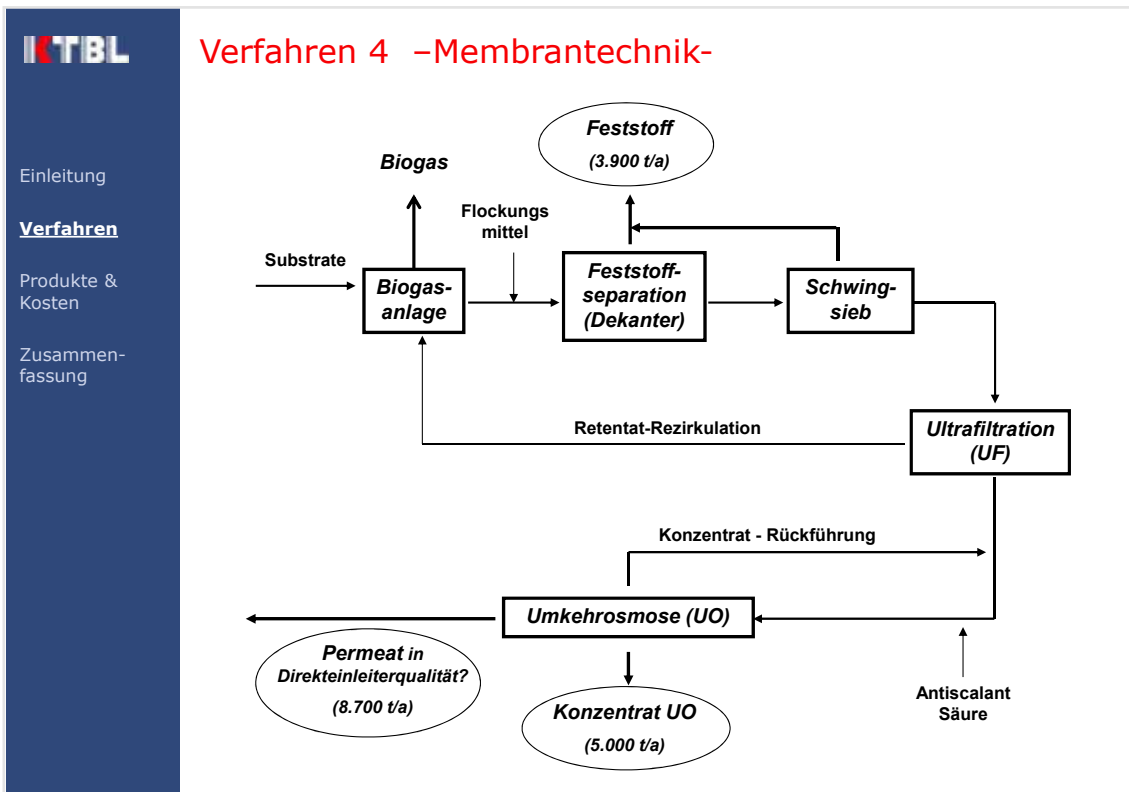 KTBL
Verfahren 4 –Membrantechnik-
Einleitung
Verfahren
Produkte &
Kosten
Zusammen-
fassung
Feststoff
(3.900 t/a)
Biogas
Flockungs
mittel
Substrate
Biogas-
anlage
Feststoff-
separation
(Dekanter)
Schwing-
sieb
Retentat-Rezirkulation
Ultrafiltration
(UF)
Konzentrat - Rückführung
Umkehrosmose (UO)
Permeat in
Direkteinleiterqualität?
(8.700 t/a)
Konzentrat UO
(5.000 t/a)
Antiscalant
Säure